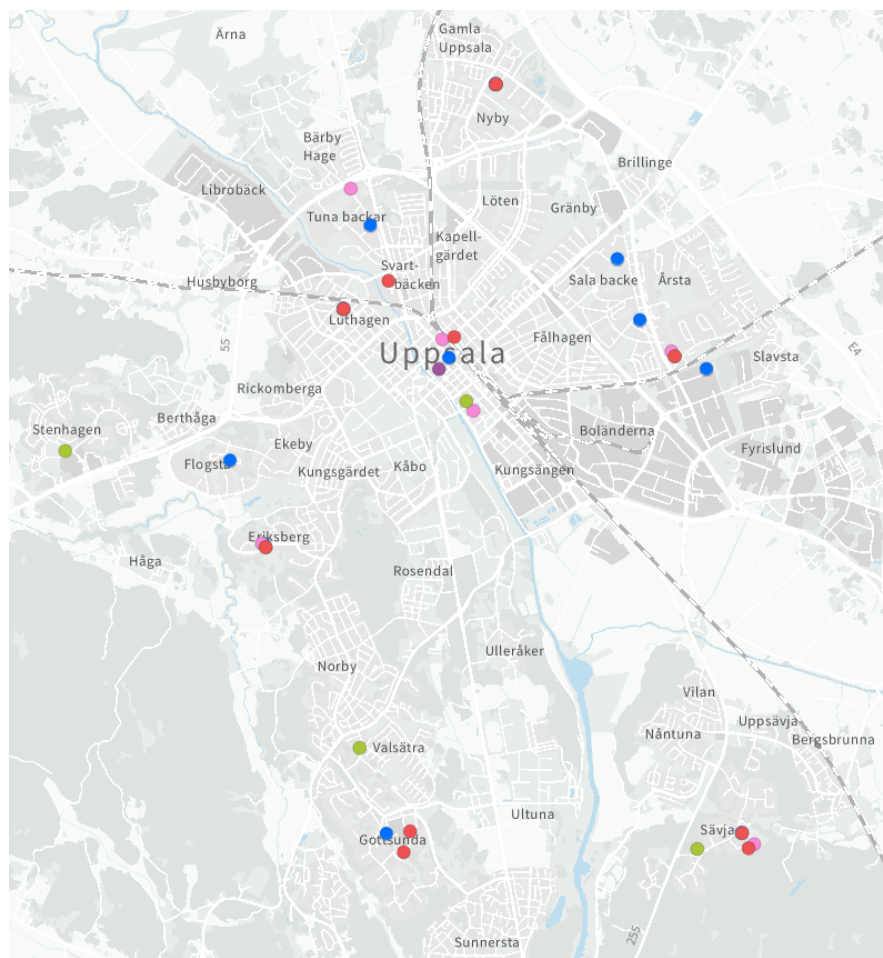 Gamla
Uppsala
Ärna
Nyby
Bärby
Hage
Brillinge
Librobäck
Löten
Gränby
Tuna backar
Kapell-
gärdet
Svart-
bäcken
Husbyborg
Sala backe
Årsta
Luthagen
Fålhagen
55
E4
Uppsala
Slavsta
Rickomberga
Berthåga
Stenhagen
Boländerna
Ekeby
Fyrislund
Flogsta
Kungsgärdet
Kåbo
Kungsängen
Eriksberg
Håga
Rosendal
Ulleråker
Norby
Vilan
Uppsävja
Nåntuna
Bergsbrunna
Valsätra
Ultuna
Sävja
Gottsunda
255
Sunnersta